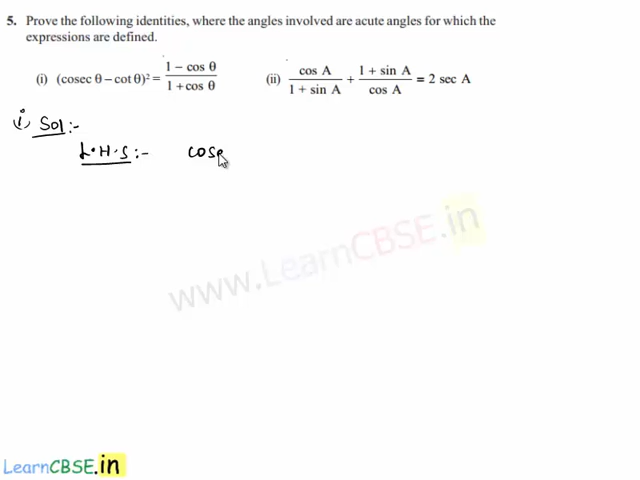 5. Prove the following identities, where the angles involved are acute angles for which the
expressions are defined.
(i) (cosec θ – cot θ)² = (1 – cos θ)/(1 + cos θ) (ii) cos A/(1 + sin A) + (1 + sin A)/cos A = 2 sec A
i) Sol :-
L.H.S :- cose
www.LearnCBSE.in
LearnCBSE.in